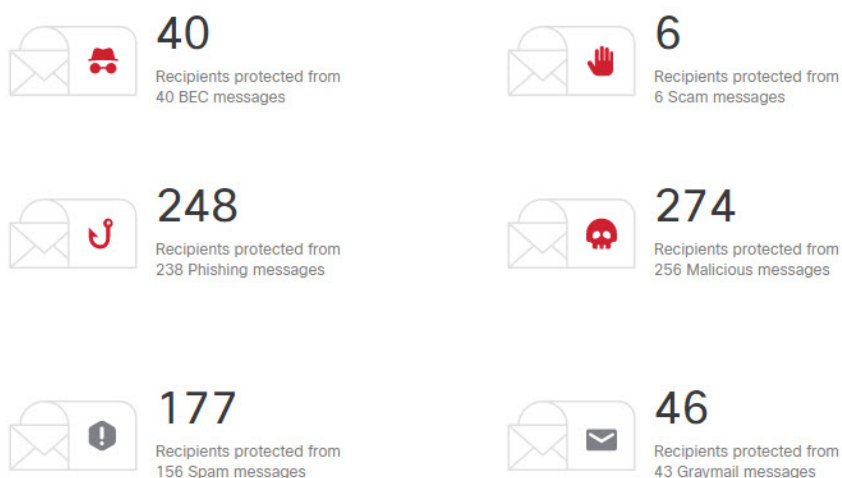 40
Recipients protected from
40 BEC messages
6
Recipients protected from
6 Scam messages
248
Recipients protected from
238 Phishing messages
274
Recipients protected from
256 Malicious messages
177
Recipients protected from
156 Spam messages
46
Recipients protected from
43 Graymail messages